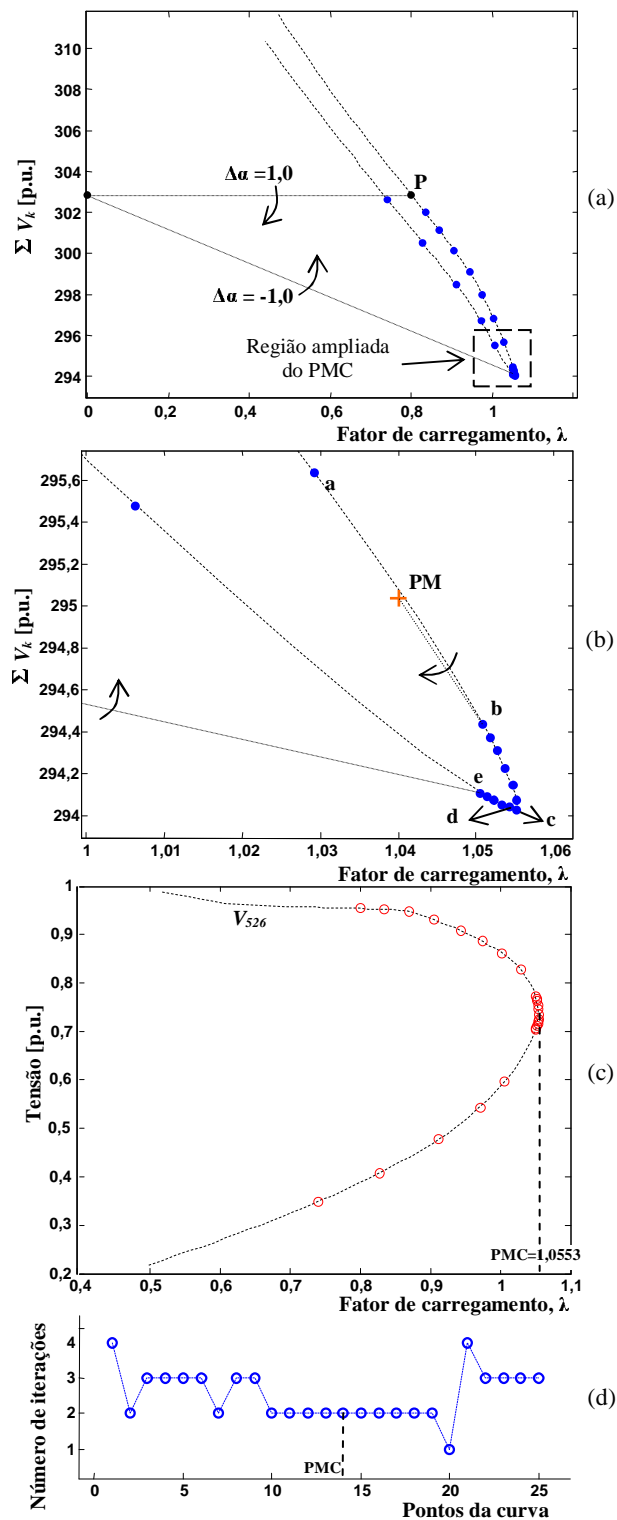 310
308
306
304
302
300
298
296
294
Σ Vk [p.u.]
Δα =1,0
P
Δα = -1,0
Região ampliada
do PMC
(a)
0
0,2
0,4
0,6
0,8
1
Fator de carregamento, λ
295,6
295,4
295,2
295
294,8
294,6
294,4
294,2
294
Σ Vk [p.u.]
a
PM
b
e
d
c
(b)
1
1,01
1,02
1,03
1,04
1,05
1,06
Fator de carregamento, λ
1
0,9
0,8
0,7
0,6
0,5
0,4
0,3
0,2
Tensão [p.u.]
V526
(c)
PMC=1,0553
0,4
0,5
0,6
0,7
0,8
0,9
1
1,1
Fator de carregamento, λ
Número de iterações
4
3
2
1
PMC
(d)
0
5
10
15
20
25
Pontos da curva